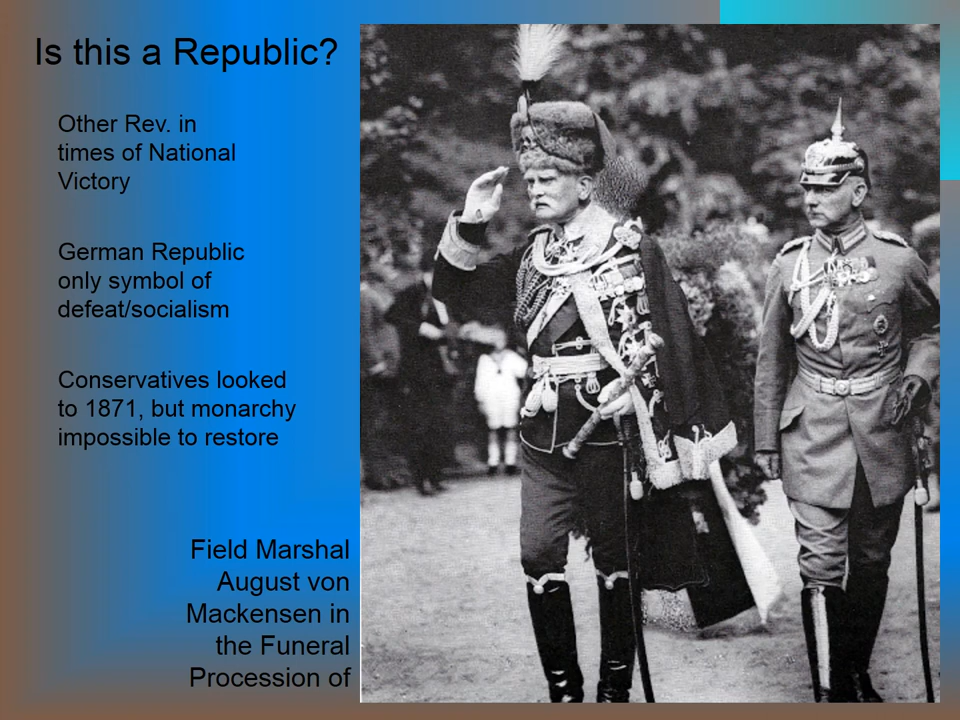 Is this a Republic?
Other Rev. in
times of National
Victory
German Republic
only symbol of
defeat/socialism
Conservatives looked
to 1871, but monarchy
impossible to restore
Field Marshal
August von
Mackensen in
the Funeral
Procession of